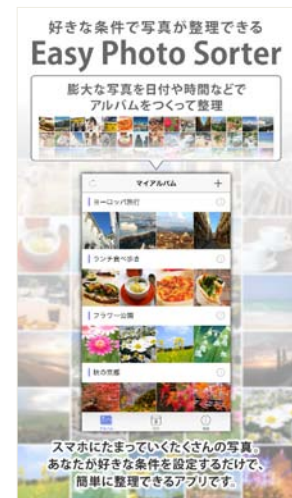 好きな条件で写真が整理できる
Easy Photo Sorter
膨大な写真を日付や時間などで
アルバムをつくって整理
マイアルバム
ヨーロッパ旅行
ランチ食べ歩き
フラワー公園
秋の京都
スマホにたまっていくたくさんの写真。
あなたが好きな条件を設定するだけで、
簡単に整理できるアプリです。